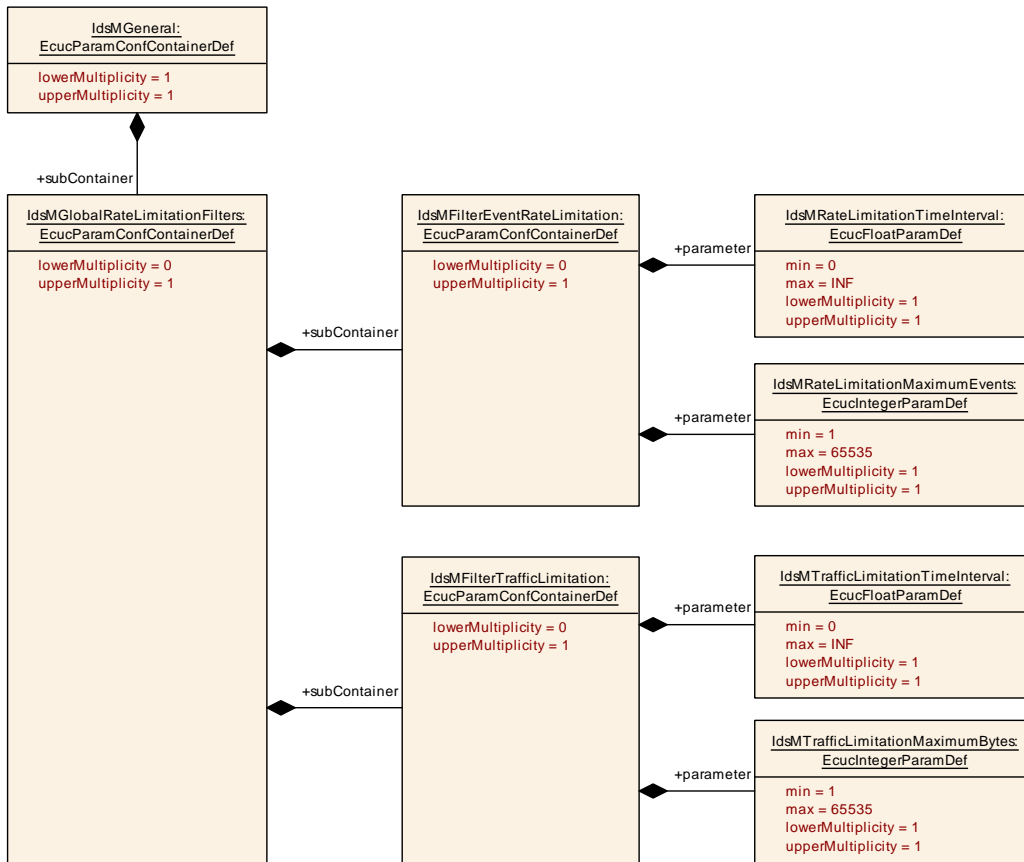 IdsMGeneral:
EcucParamConfContainerDef
lowerMultiplicity = 1
upperMultiplicity = 1
+subContainer
IdsMGlobalRateLimitationFilters:
EcucParamConfContainerDef
lowerMultiplicity = 0
upperMultiplicity = 1
+subContainer
IdsMFilterEventRateLimitation:
EcucParamConfContainerDef
lowerMultiplicity = 0
upperMultiplicity = 1
+parameter
IdsMRateLimitationTimeInterval:
EcucFloatParamDef
min = 0
max = INF
lowerMultiplicity = 1
upperMultiplicity = 1
+parameter
IdsMRateLimitationMaximumEvents:
EcucIntegerParamDef
min = 1
max = 65535
lowerMultiplicity = 1
upperMultiplicity = 1
+subContainer
IdsMFilterTrafficLimitation:
EcucParamConfContainerDef
lowerMultiplicity = 0
upperMultiplicity = 1
+parameter
IdsMTrafficLimitationTimeInterval:
EcucFloatParamDef
min = 0
max = INF
lowerMultiplicity = 1
upperMultiplicity = 1
+parameter
IdsMTrafficLimitationMaximumBytes:
EcucIntegerParamDef
min = 1
max = 65535
lowerMultiplicity = 1
upperMultiplicity = 1